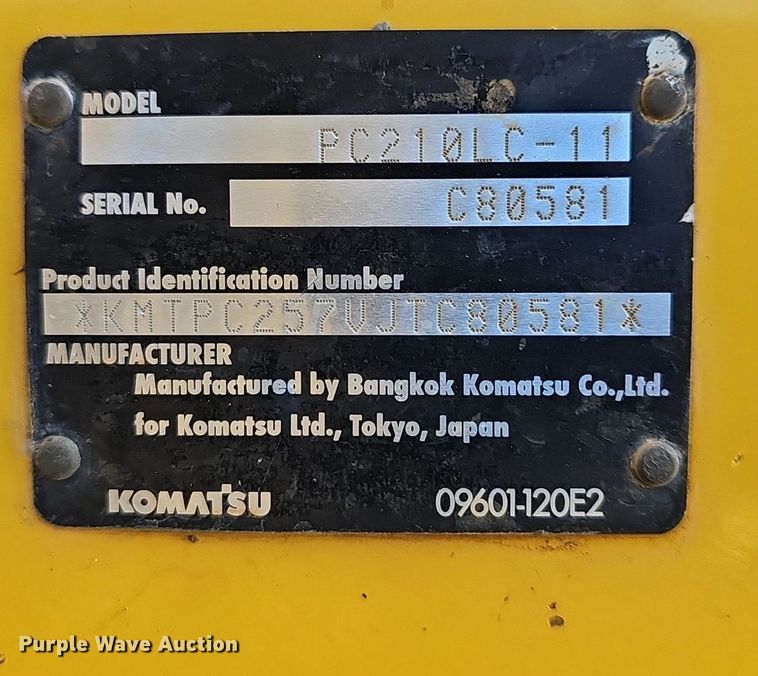 MODEL
PC210LC-11
SERIAL No. C80581
Product Identification Number
*KMTPC257VJTC80581*
MANUFACTURER
Manufactured by Bangkok Komatsu Co.,Ltd.
for Komatsu Ltd., Tokyo, Japan
KOMATSU 09601-120E2
Purple Wave Auction